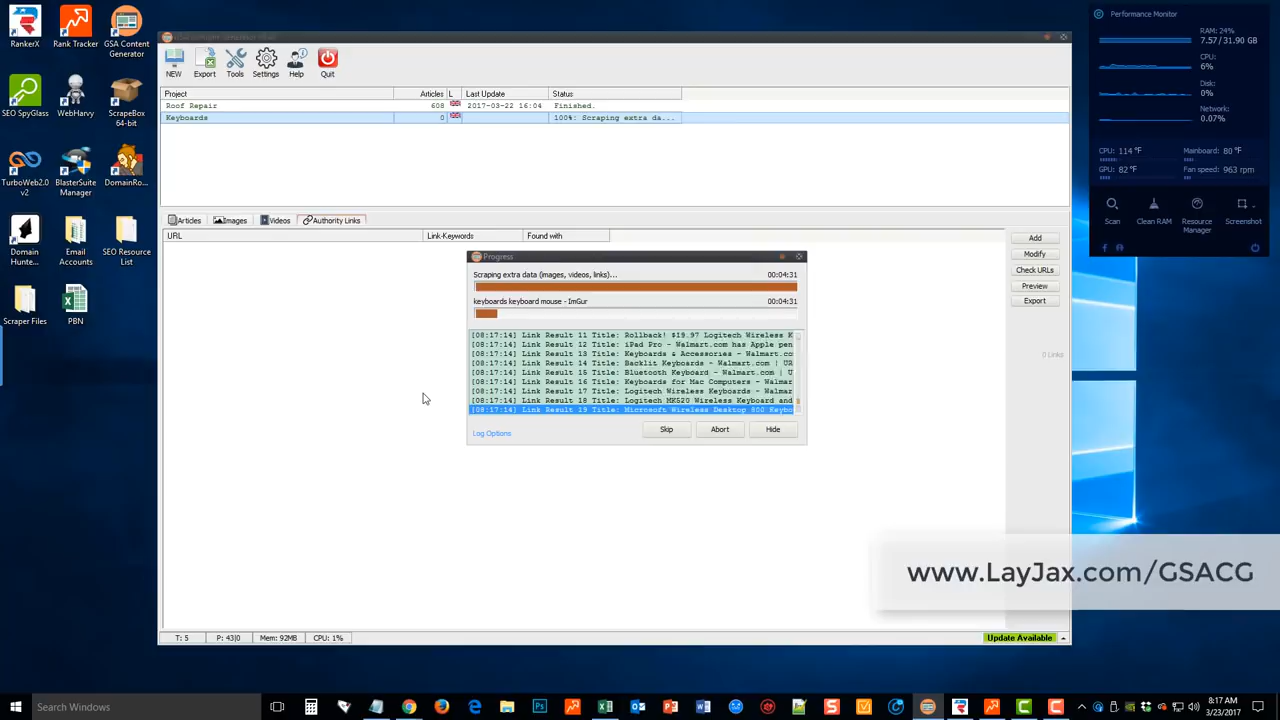 RankerX
Rank Tracker
GSA Content
Generator
SEO SpyGlass
WebHarvy
ScrapeBox
64-bit
TurboWeb2.0
v2
BlasterSuite
Manager
DomainRo...
Domain
Hunte...
Email
Accounts
SEO Resource
List
Scraper Files
PBN
NEW
Export
Tools
Settings
Help
Quit
Project Articles L Last Update Status
Roof Repair 608 2017-03-22 16:04 Finished.
Keyboards 0 100%: Scraping extra da...
Articles Images Videos Authority Links
URL Link-Keywords Found with
Add
Modify
Check URLs
Preview
Export
0 Links
Progress
Scraping extra data (images, videos, links)... 00:04:31
keyboards keyboard mouse - ImGur 00:04:31
[08:17:14] Link Result 11 Title: Rollback! $19.97 Logitech Wireless K
[08:17:14] Link Result 12 Title: iPad Pro - Walmart.com has Apple pen
[08:17:14] Link Result 13 Title: Keyboards & Accessories - Walmart.co
[08:17:14] Link Result 14 Title: Backlit Keyboards - Walmart.com | UR
[08:17:14] Link Result 15 Title: Bluetooth Keyboard - Walmart.com | U
[08:17:14] Link Result 16 Title: Keyboards for Mac Computers - Walmar
[08:17:14] Link Result 17 Title: Logitech Wireless Keyboards - Walmar
[08:17:14] Link Result 18 Title: Logitech MK520 Wireless Keyboard and
[08:17:14] Link Result 19 Title: Microsoft Wireless Desktop 800 Keybo
Log Options
Skip
Abort
Hide
Performance Monitor
RAM: 24%
7.57/31.90 GB
CPU:
6%
Disk:
0%
Network:
0.07%
CPU: 114 °F Mainboard: 80 °F
GPU: 82 °F Fan speed: 963 rpm
Scan
Clean RAM
Resource
Manager
Screenshot
www.LayJax.com/GSACG
T: 5 P: 43|0 Mem: 92MB CPU: 1%
Update Available
Search Windows
8:17 AM
3/23/2017